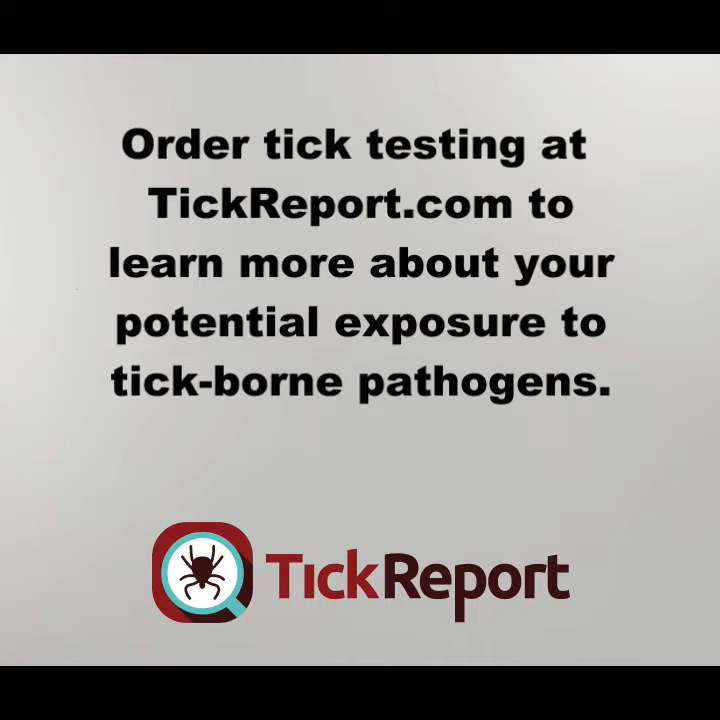 Order tick testing at
TickReport.com to
learn more about your
potential exposure to
tick-borne pathogens.
TickReport